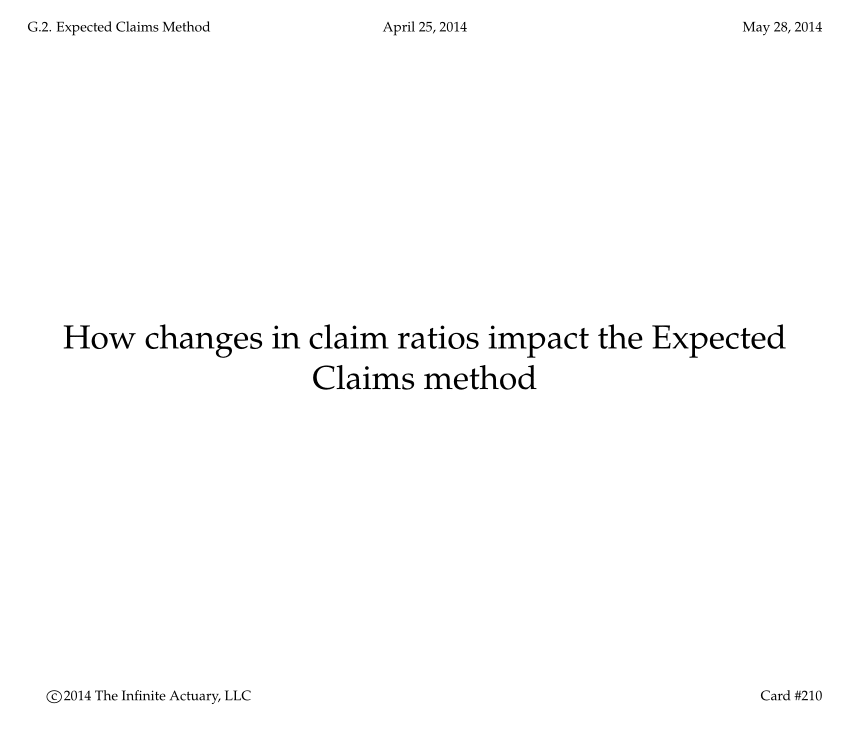 G.2. Expected Claims Method April 25, 2014 May 28, 2014
How changes in claim ratios impact the Expected
Claims method
©2014 The Infinite Actuary, LLC Card #210